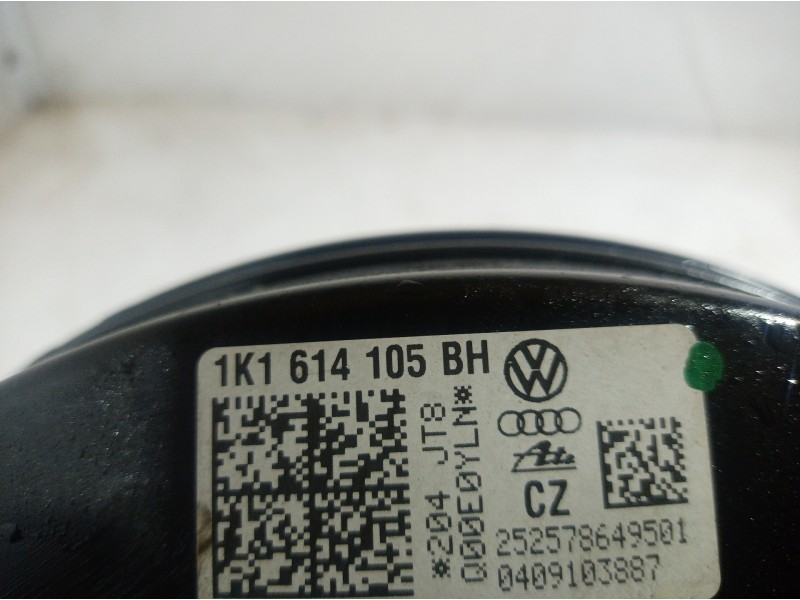 1K1 614 105 BH
*204 JT8
Q00E0YLN*
Ate
CZ
252578649501
0409103887